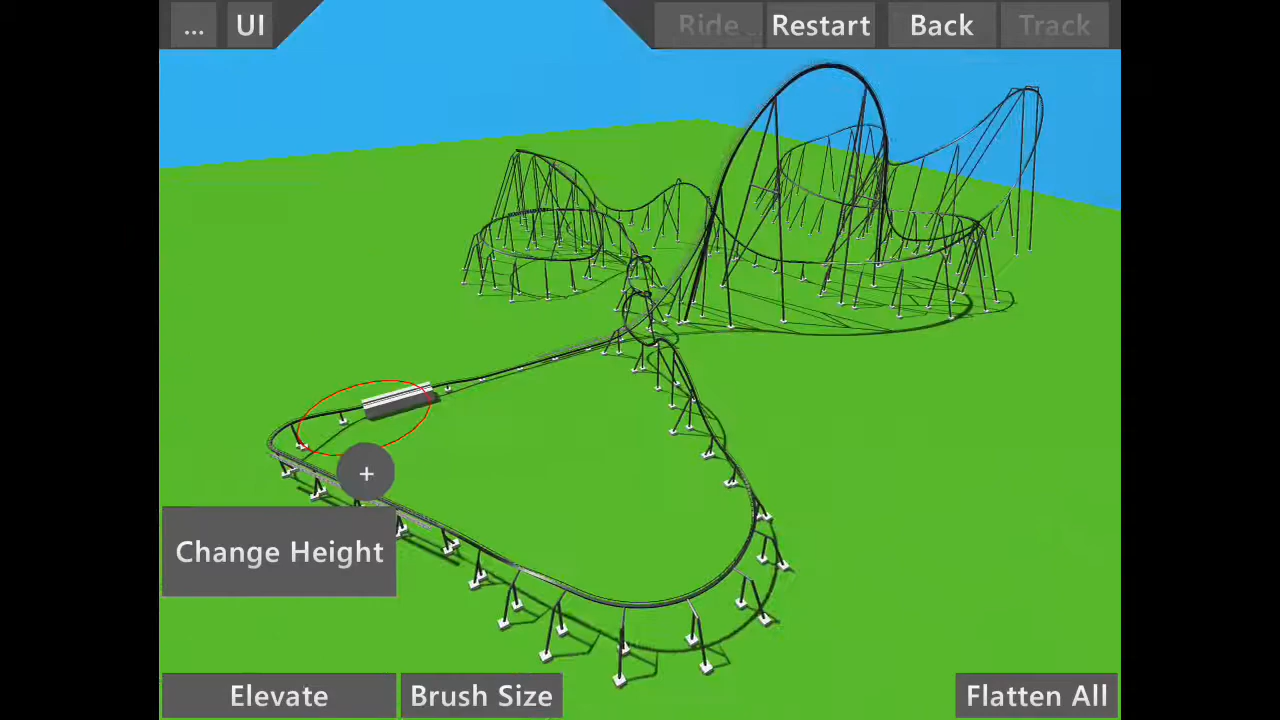 ... UI Ride... Restart Back Track
+
Change Height
Elevate Brush Size Flatten All